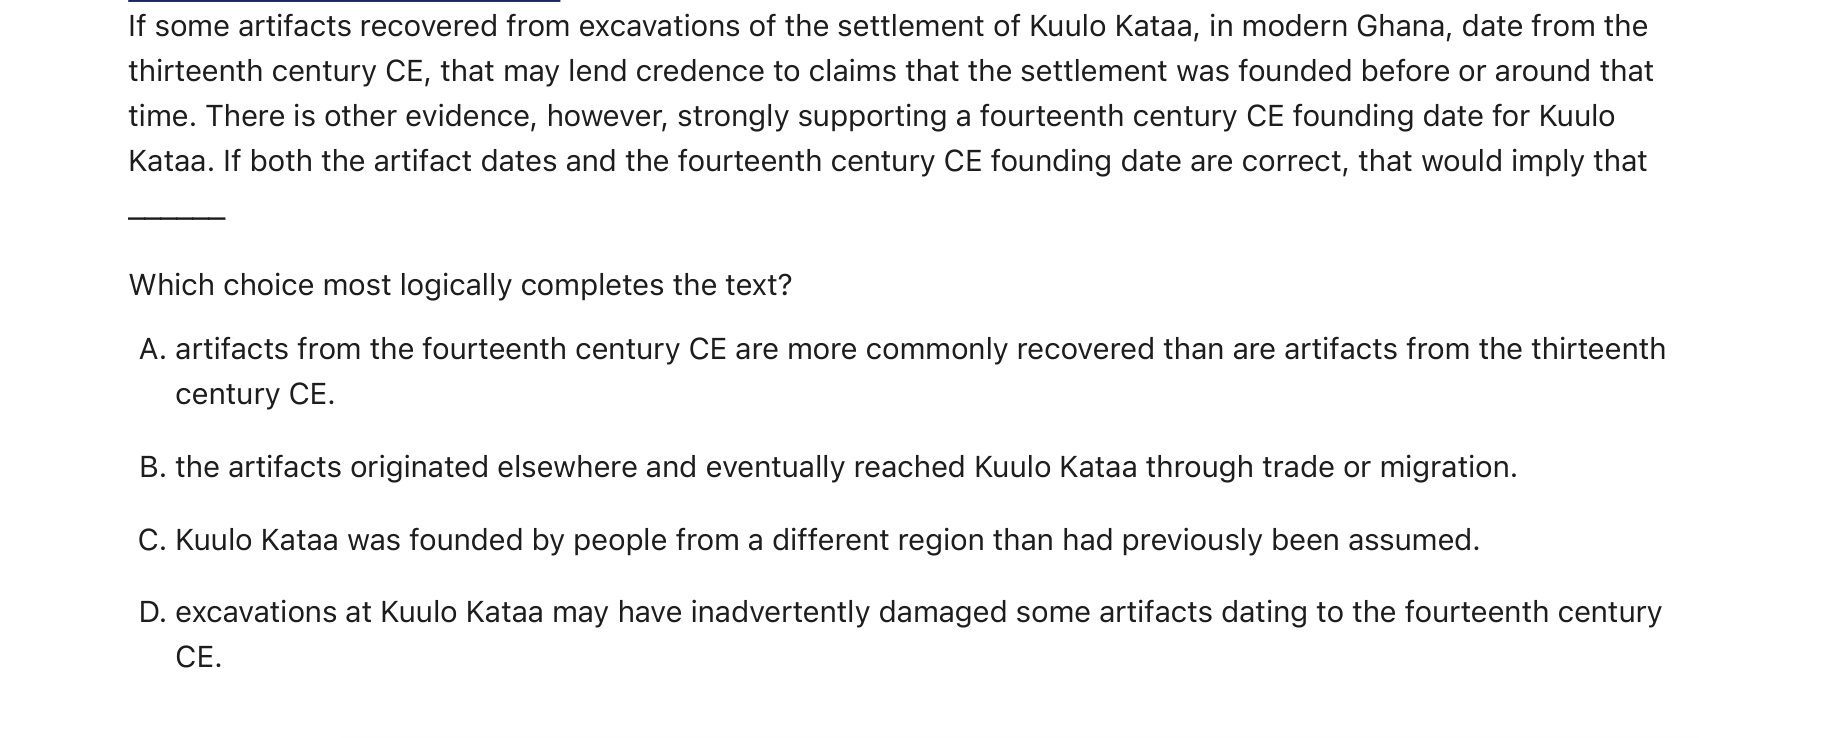 If some artifacts recovered from excavations of the settlement of Kuulo Kataa, in modern Ghana, date from the
thirteenth century CE, that may lend credence to claims that the settlement was founded before or around that
time. There is other evidence, however, strongly supporting a fourteenth century CE founding date for Kuulo
Kataa. If both the artifact dates and the fourteenth century CE founding date are correct, that would imply that
______
Which choice most logically completes the text?
A. artifacts from the fourteenth century CE are more commonly recovered than are artifacts from the thirteenth
century CE.
B. the artifacts originated elsewhere and eventually reached Kuulo Kataa through trade or migration.
C. Kuulo Kataa was founded by people from a different region than had previously been assumed.
D. excavations at Kuulo Kataa may have inadvertently damaged some artifacts dating to the fourteenth century
CE.